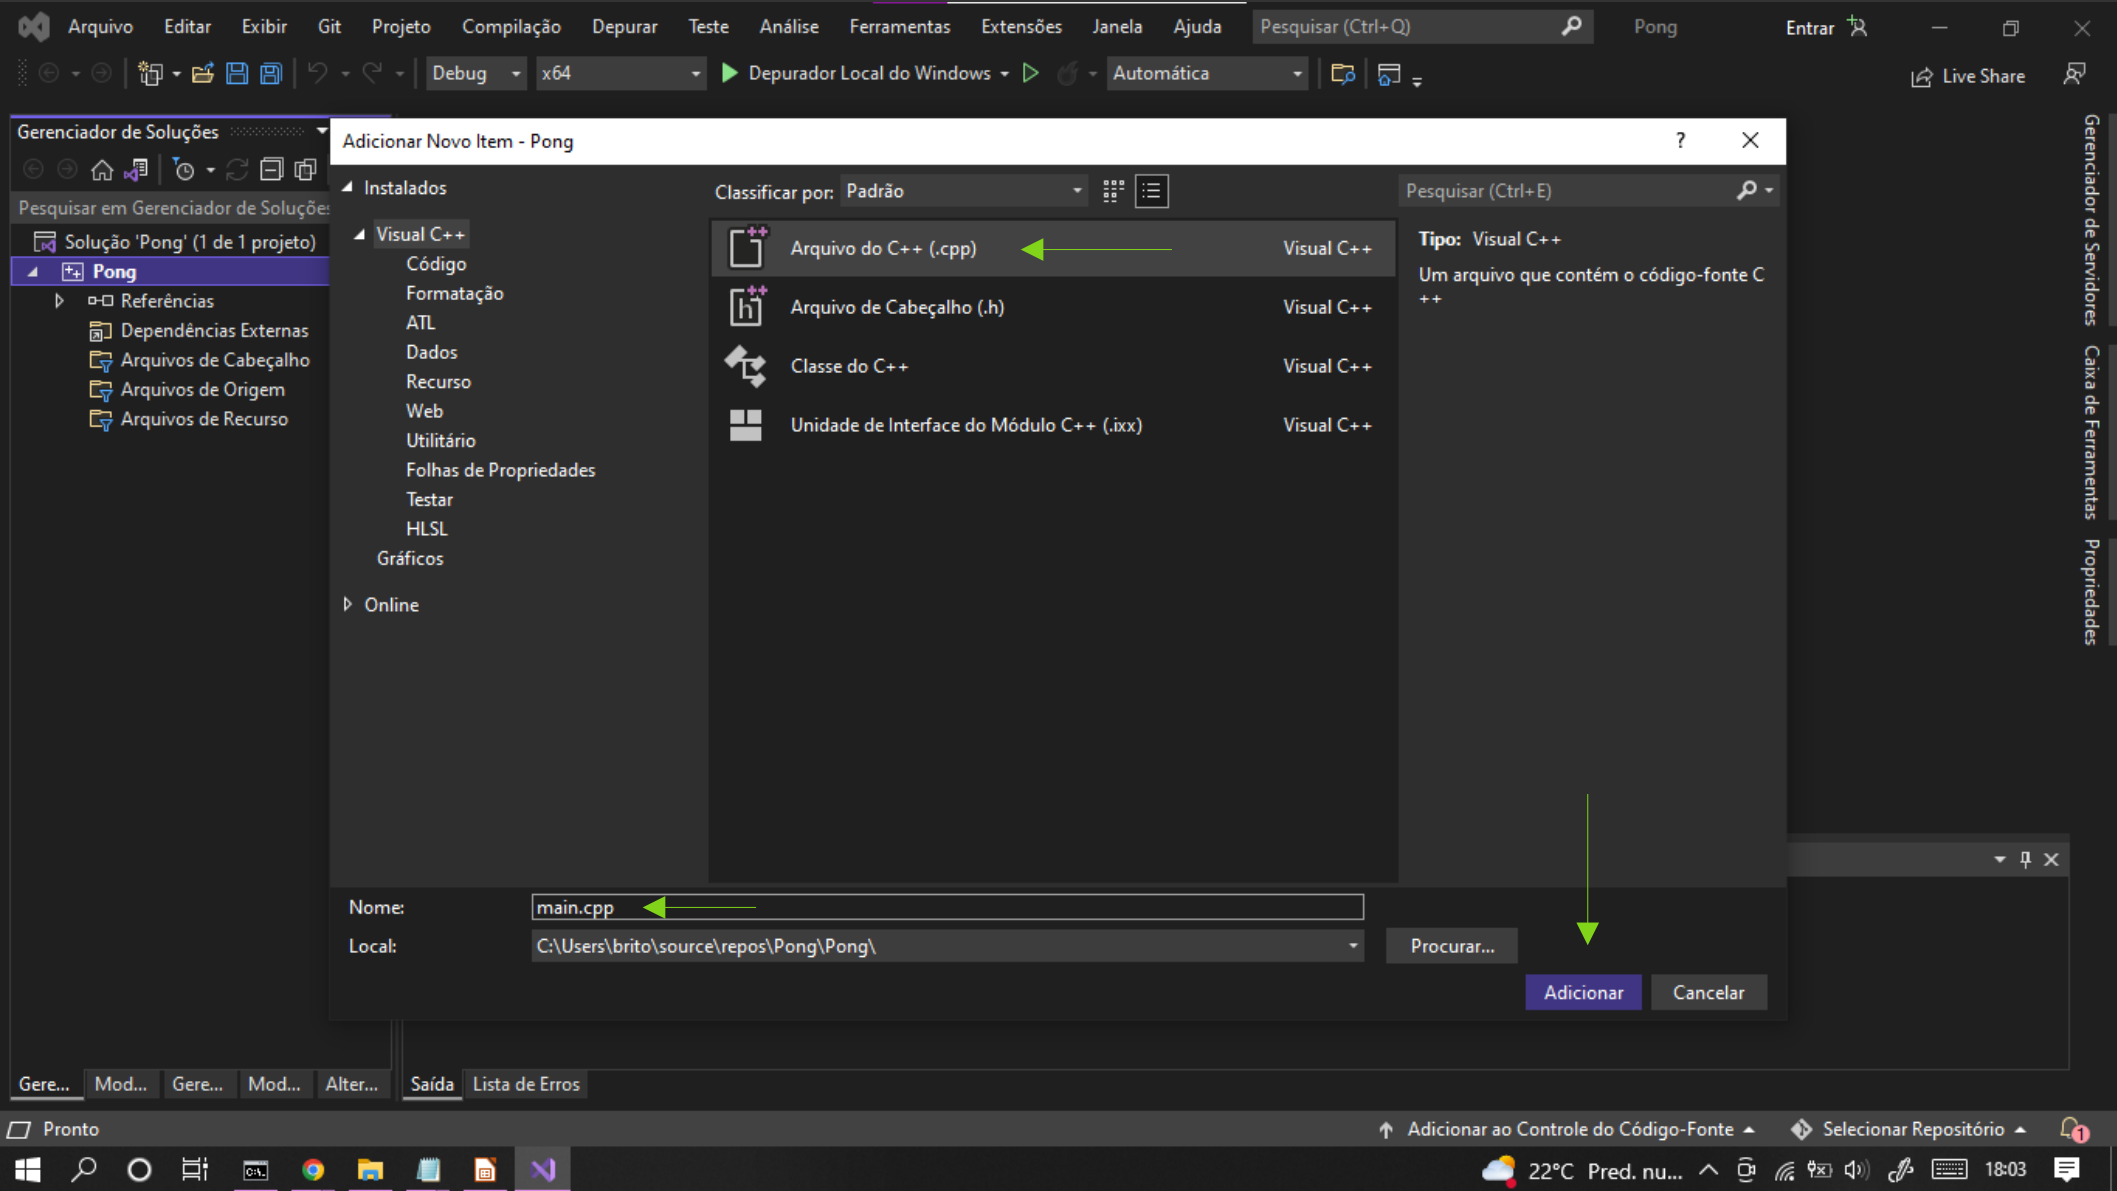 Arquivo Editar Exibir Git Projeto Compilação Depurar Teste Análise Ferramentas Extensões Janela Ajuda Pesquisar (Ctrl+Q) Pong Entrar
Debug x64 Depurador Local do Windows Automática Live Share
Gerenciador de Soluções
Pesquisar em Gerenciador de Soluções
Solução 'Pong' (1 de 1 projeto)
Pong
Referências
Dependências Externas
Arquivos de Cabeçalho
Arquivos de Origem
Arquivos de Recurso
Adicionar Novo Item - Pong ?
Instalados
Visual C++
Código
Formatação
ATL
Dados
Recurso
Web
Utilitário
Folhas de Propriedades
Testar
HLSL
Gráficos
Online
Classificar por: Padrão
Pesquisar (Ctrl+E)
Arquivo do C++ (.cpp) Visual C++
Arquivo de Cabeçalho (.h) Visual C++
Classe do C++ Visual C++
Unidade de Interface do Módulo C++ (.ixx) Visual C++
Tipo: Visual C++
Um arquivo que contém o código-fonte C
++
Nome: main.cpp
Local: C:\Users\brito\source\repos\Pong\Pong\ Procurar...
Adicionar Cancelar
Gerenciador de Servidores
Caixa de Ferramentas
Propriedades
Gere... Mod... Gere... Mod... Alter... Saída Lista de Erros
Pronto Adicionar ao Controle do Código-Fonte Selecionar Repositório 1
22°C Pred. nu... 18:03